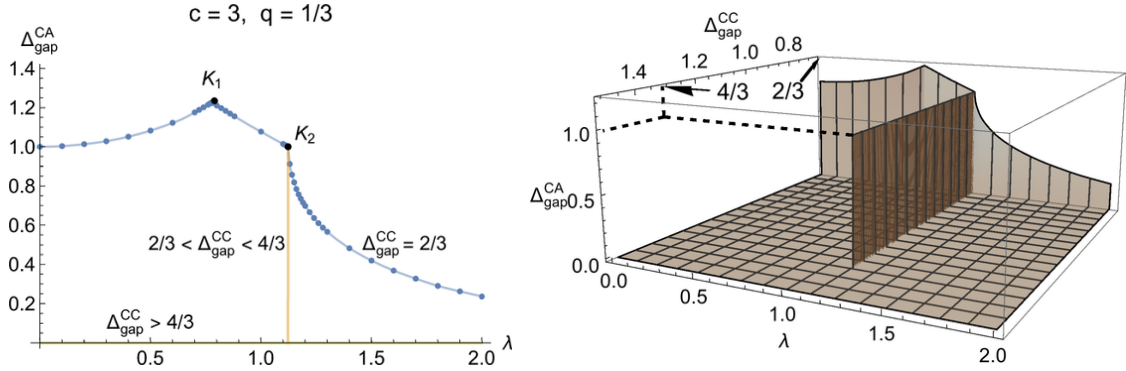 c = 3, q = 1/3
Δ^CA_gap
1.4
1.2
1.0
0.8
0.6
0.4
0.2
K₁
K₂
2/3 < Δ^CC_gap < 4/3
Δ^CC_gap = 2/3
Δ^CC_gap > 4/3
0.5 1.0 1.5 2.0
λ
Δ^CC_gap
1.4 1.2 1.0 0.8
4/3
2/3
1.0
Δ^CA_gap 0.5
0.0
0.0 0.5 1.0 1.5 2.0
λ